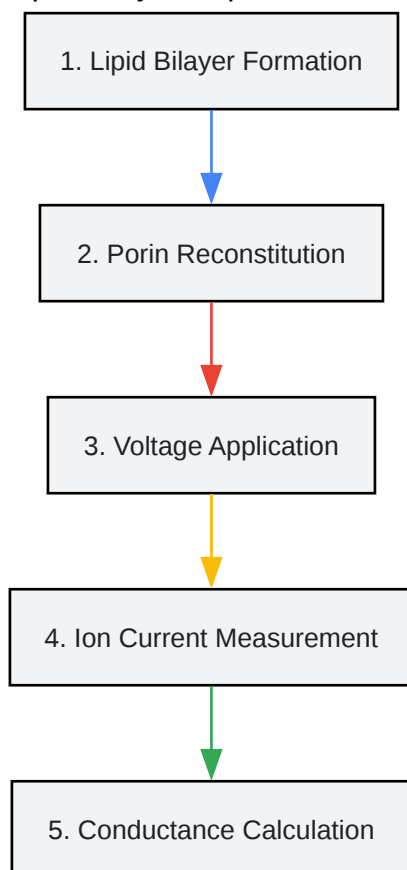 1. Lipid Bilayer Formation
2. Porin Reconstitution
3. Voltage Application
4. Ion Current Measurement
5. Conductance Calculation